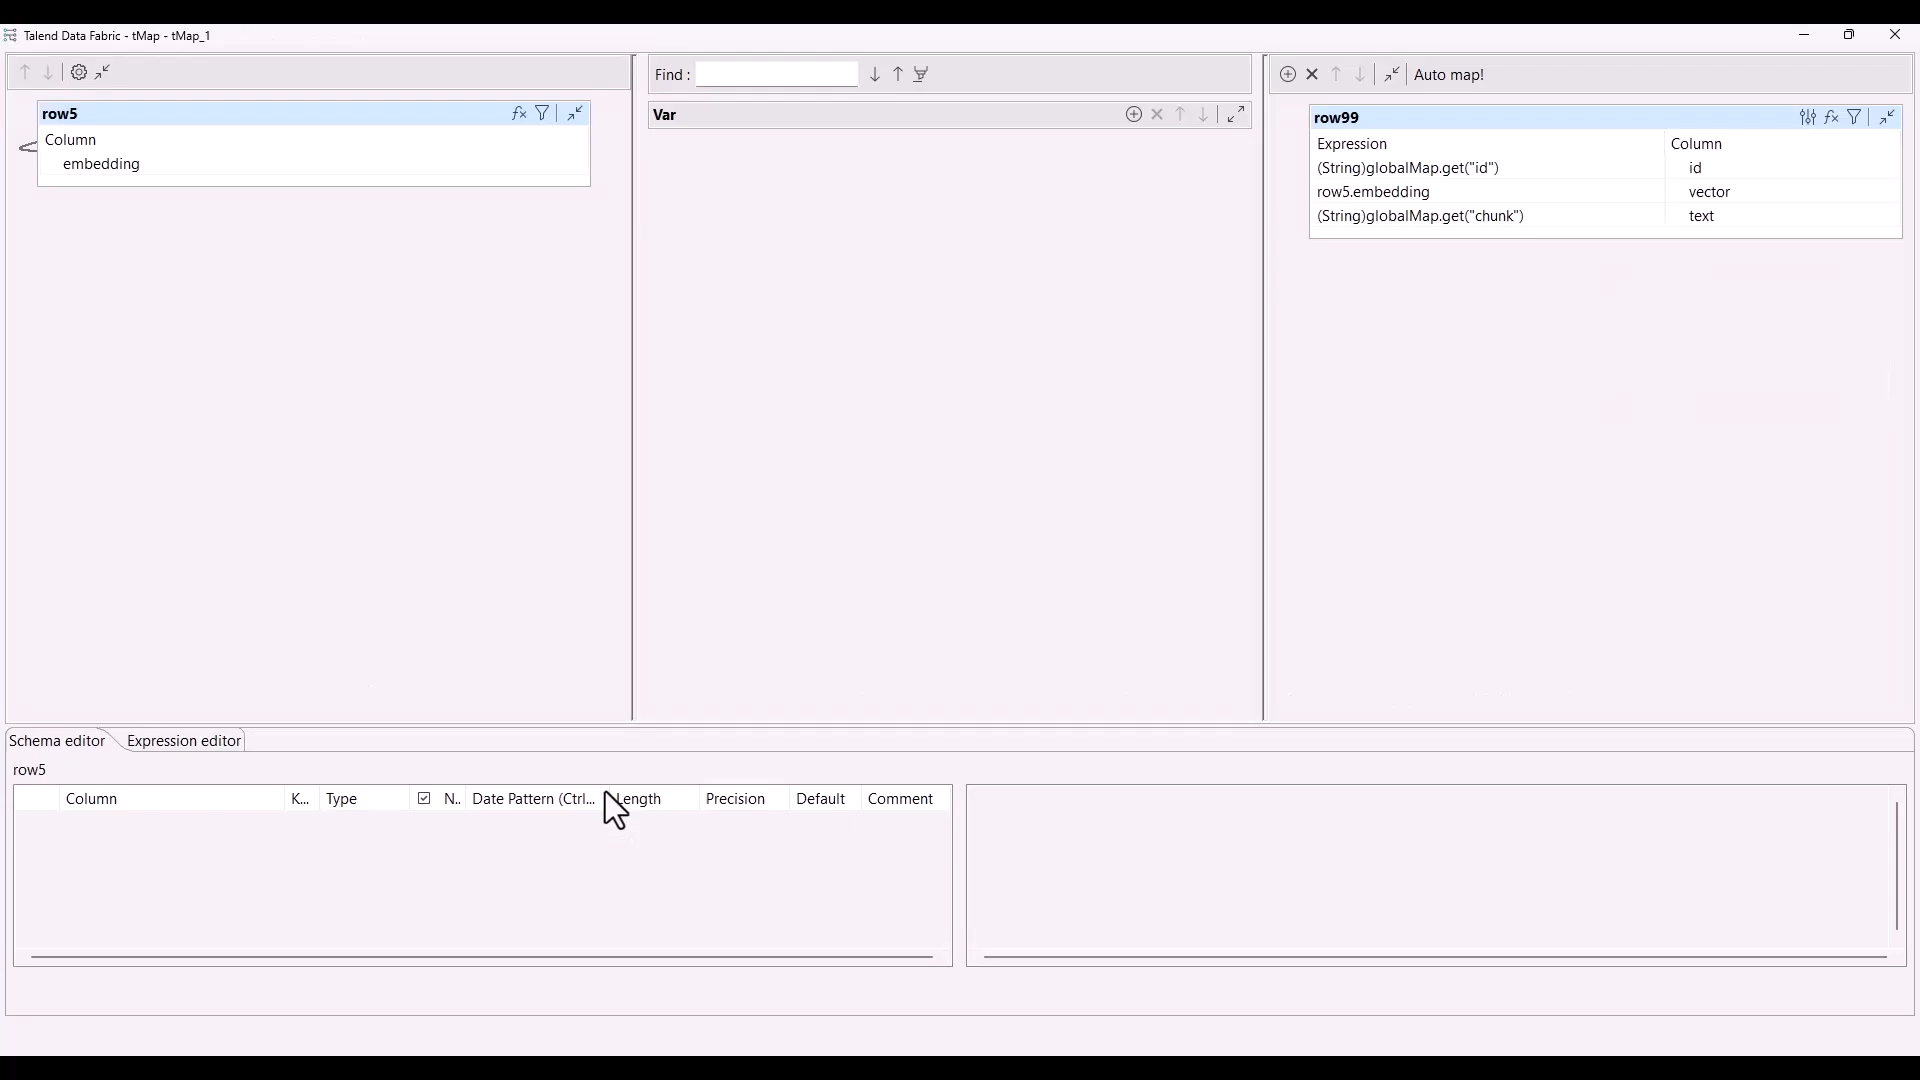 Talend Data Fabric - tMap - tMap_1
row5
Column
embedding
Find :
Var
Auto map!
row99
Expression Column
(String)globalMap.get("id") id
row5.embedding vector
(String)globalMap.get("chunk") text
Schema editor Expression editor
row5
Column K... Type N.. Date Pattern (Ctrl... Length Precision Default Comment